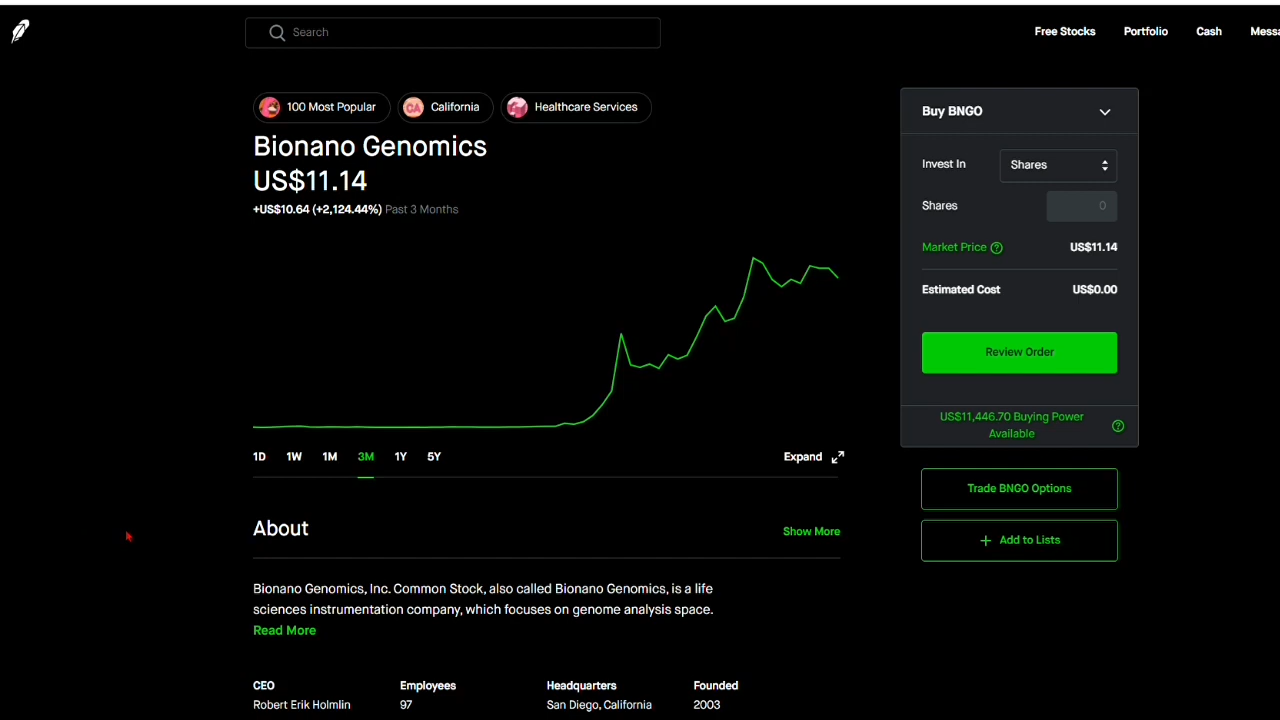 Search
Free Stocks
Portfolio
Cash
Messa
100 Most Popular
CA
California
Healthcare Services
Bionano Genomics
US$11.14
+US$10.64 (+2,124.44%) Past 3 Months
1D 1W 1M 3M 1Y 5Y
Expand
About
Show More
Bionano Genomics, Inc. Common Stock, also called Bionano Genomics, is a life
sciences instrumentation company, which focuses on genome analysis space.
Read More
CEO
Robert Erik Holmlin
Employees
97
Headquarters
San Diego, California
Founded
2003
Buy BNGO
Invest In
Shares
Shares
0
Market Price ?
US$11.14
Estimated Cost
US$0.00
Review Order
US$11,446.70 Buying Power
Available
?
Trade BNGO Options
+ Add to Lists